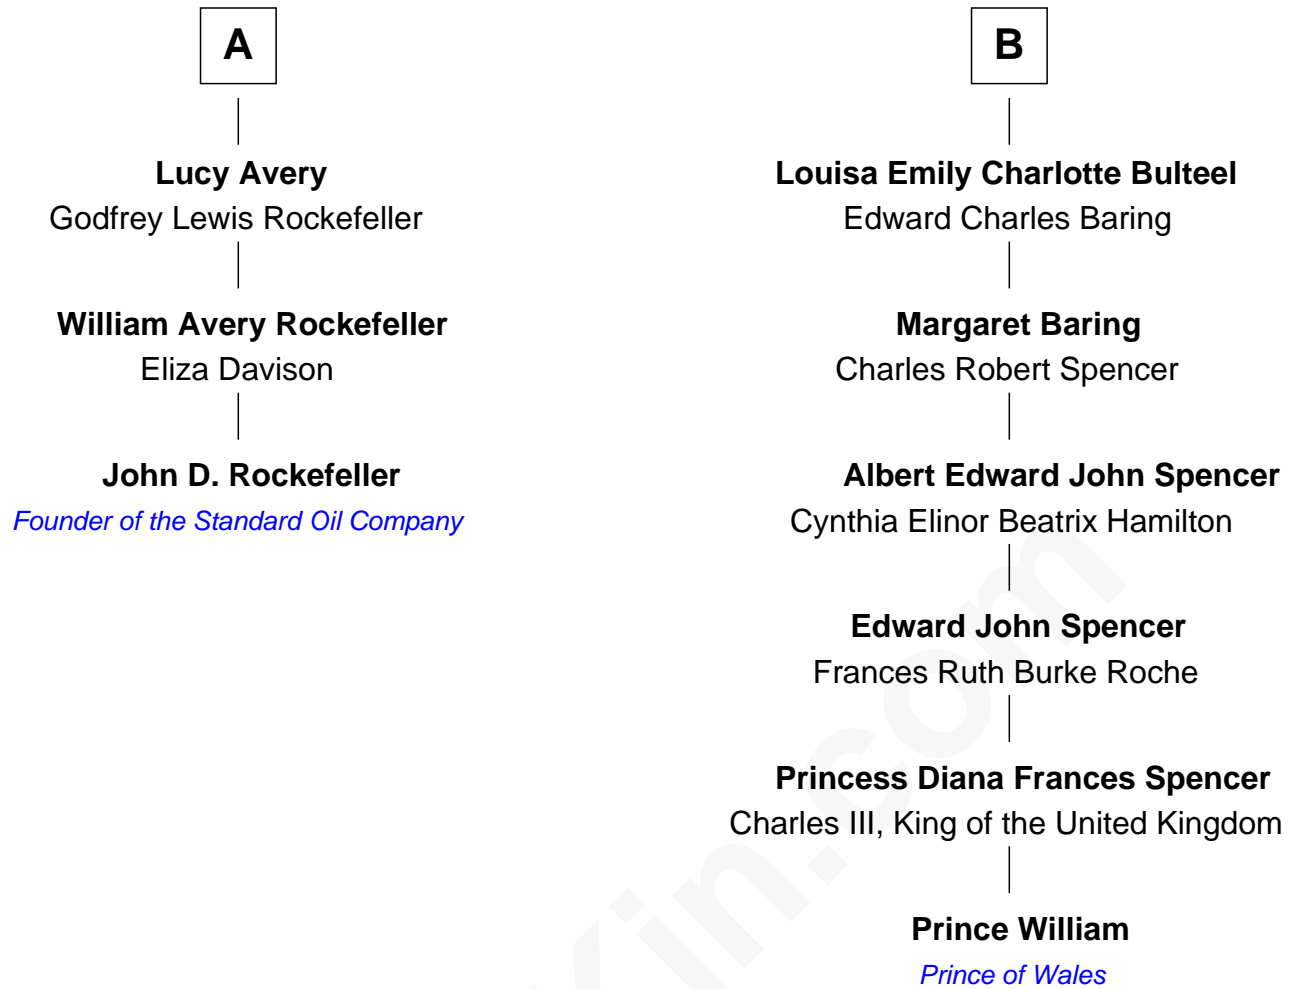 A
Lucy Avery
Godfrey Lewis Rockefeller
William Avery Rockefeller
Eliza Davison
John D. Rockefeller
Founder of the Standard Oil Company
B
Louisa Emily Charlotte Bulteel
Edward Charles Baring
Margaret Baring
Charles Robert Spencer
Albert Edward John Spencer
Cynthia Elinor Beatrix Hamilton
Edward John Spencer
Frances Ruth Burke Roche
Princess Diana Frances Spencer
Charles III, King of the United Kingdom
Prince William
Prince of Wales
Kin.com